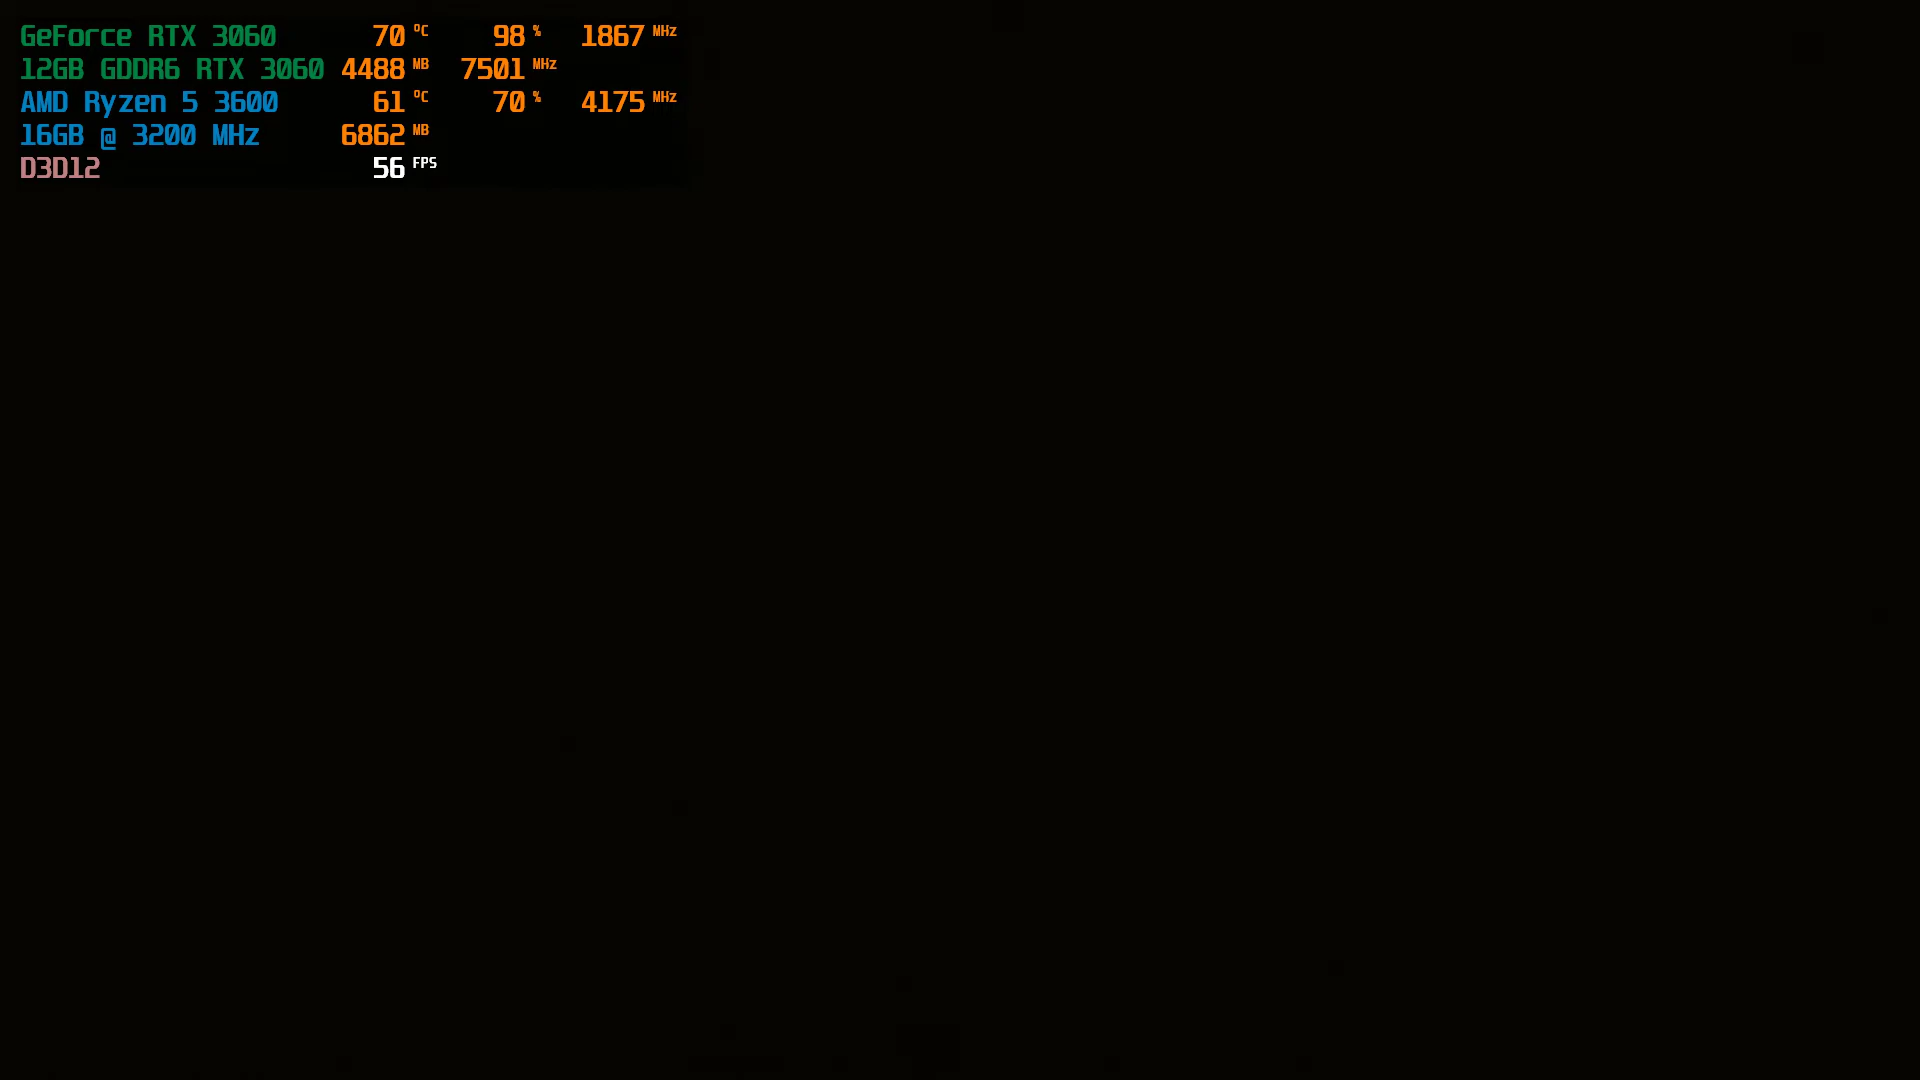 GeForce RTX 3060 70 °C 98 % 1867 MHz
12GB GDDR6 RTX 3060 4488 MB 7501 MHz
AMD Ryzen 5 3600 61 °C 70 % 4175 MHz
16GB @ 3200 MHz 6862 MB
D3D12 56 FPS